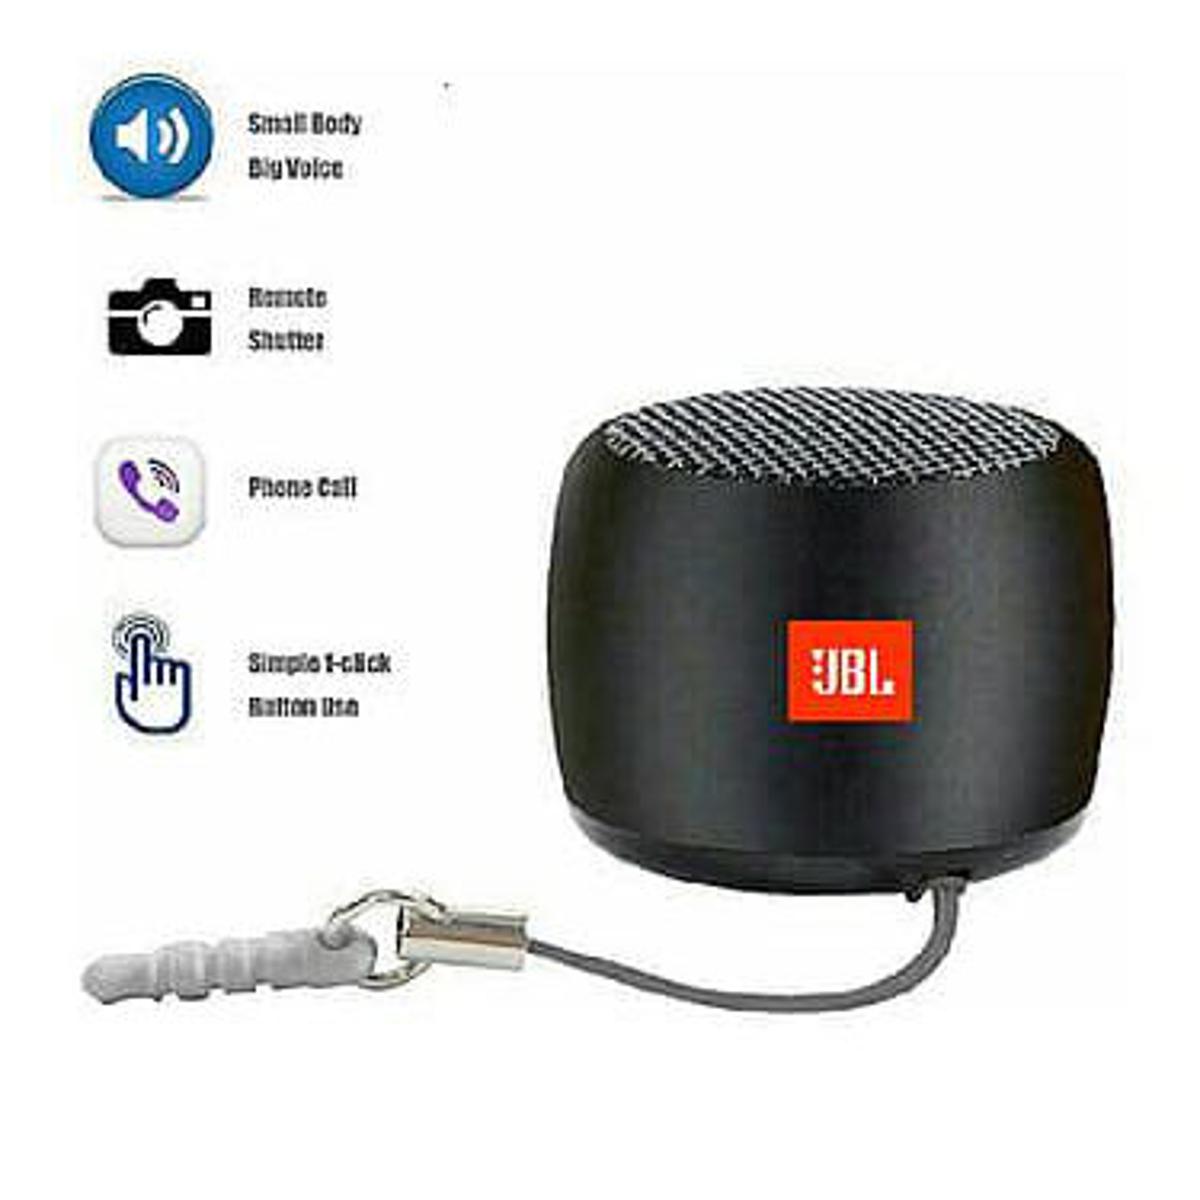 Small Body
Big Voice
Remote
Shutter
Phone Call
Simple 1-click
Button Use
JBL